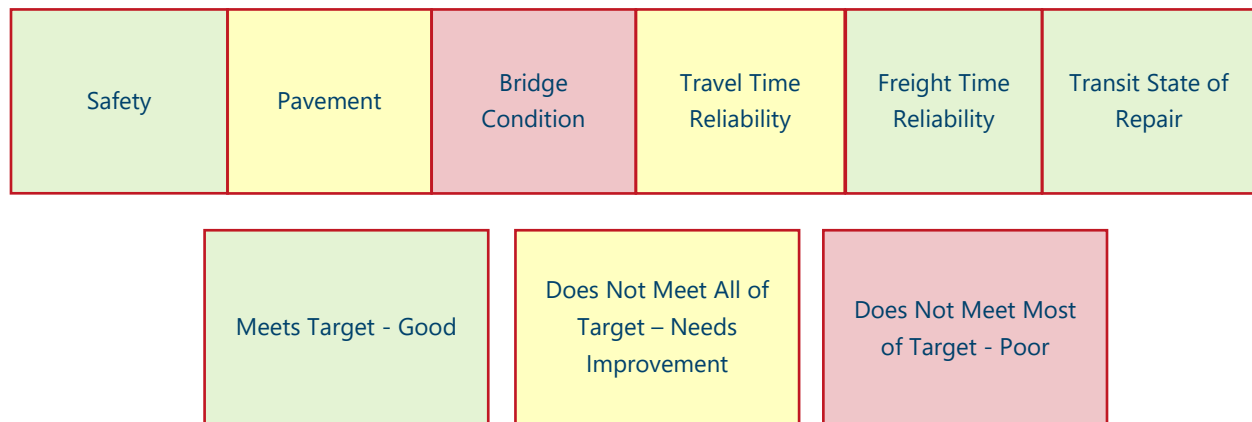 Safety
Pavement
Bridge
Condition
Travel Time
Reliability
Freight Time
Reliability
Transit State of
Repair
Meets Target - Good
Does Not Meet All of
Target – Needs
Improvement
Does Not Meet Most
of Target - Poor